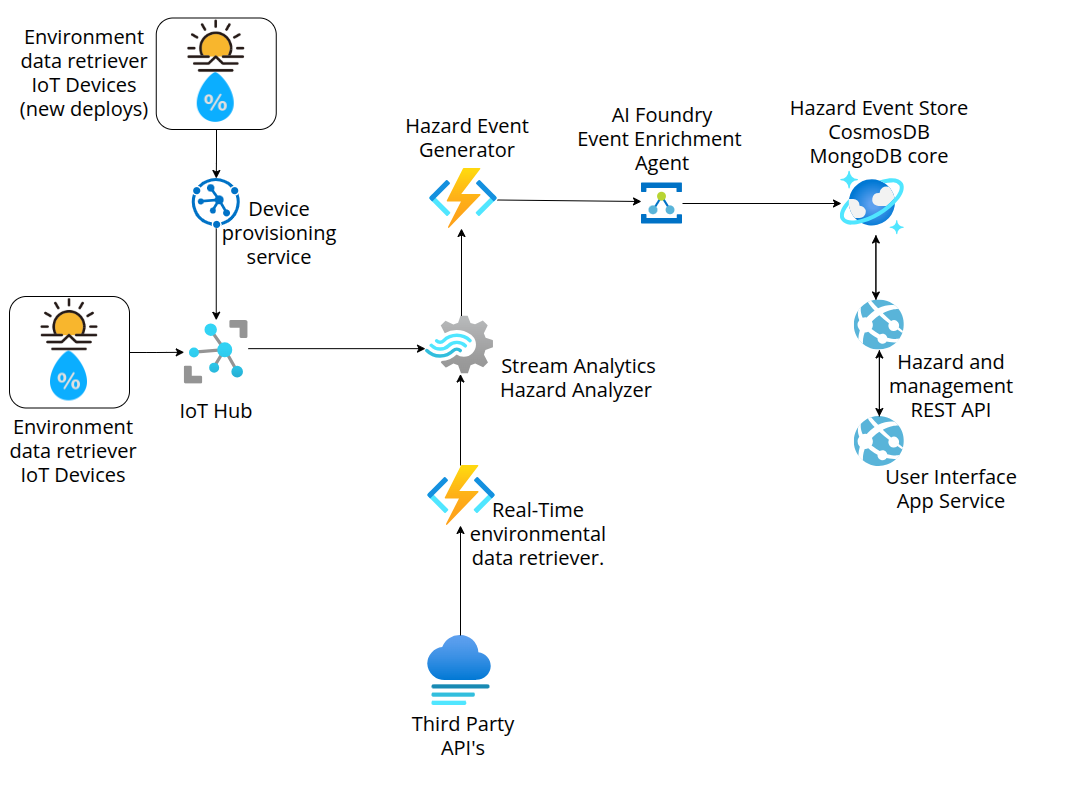 Environment
data retriever
IoT Devices
(new deploys)
%
Hazard Event
Generator
AI Foundry
Event Enrichment
Agent
Hazard Event Store
CosmosDB
MongoDB core
Device
provisioning
service
%
IoT Hub
Environment
data retriever
IoT Devices
Stream Analytics
Hazard Analyzer
Hazard and
management
REST API
User Interface
App Service
Real-Time
environmental
data retriever.
Third Party
API's